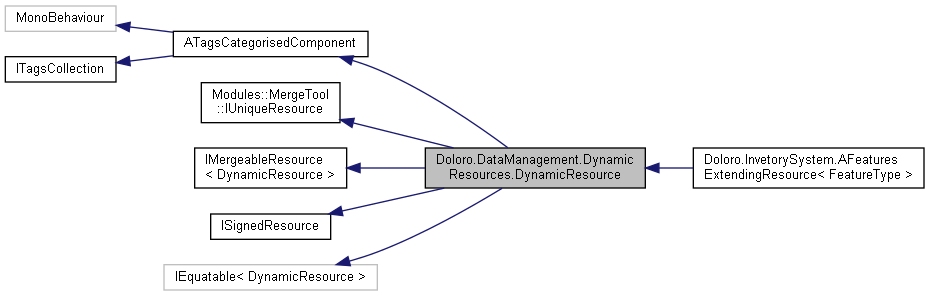 MonoBehaviour
ATagsCategorisedComponent
ITagsCollection
Modules::MergeTool
::IUniqueResource
IMergeableResource
< DynamicResource >
Doloro.DataManagement.Dynamic
Resources.DynamicResource
Doloro.InvetorySystem.AFeatures
ExtendingResource< FeatureType >
ISignedResource
IEquatable< DynamicResource >